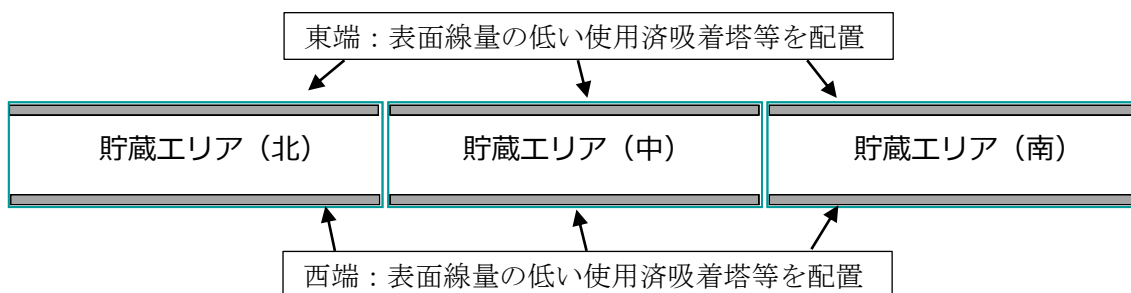 東端：表面線量の低い使用済吸着塔等を配置
貯蔵エリア（北）
貯蔵エリア（中）
貯蔵エリア（南）
西端：表面線量の低い使用済吸着塔等を配置